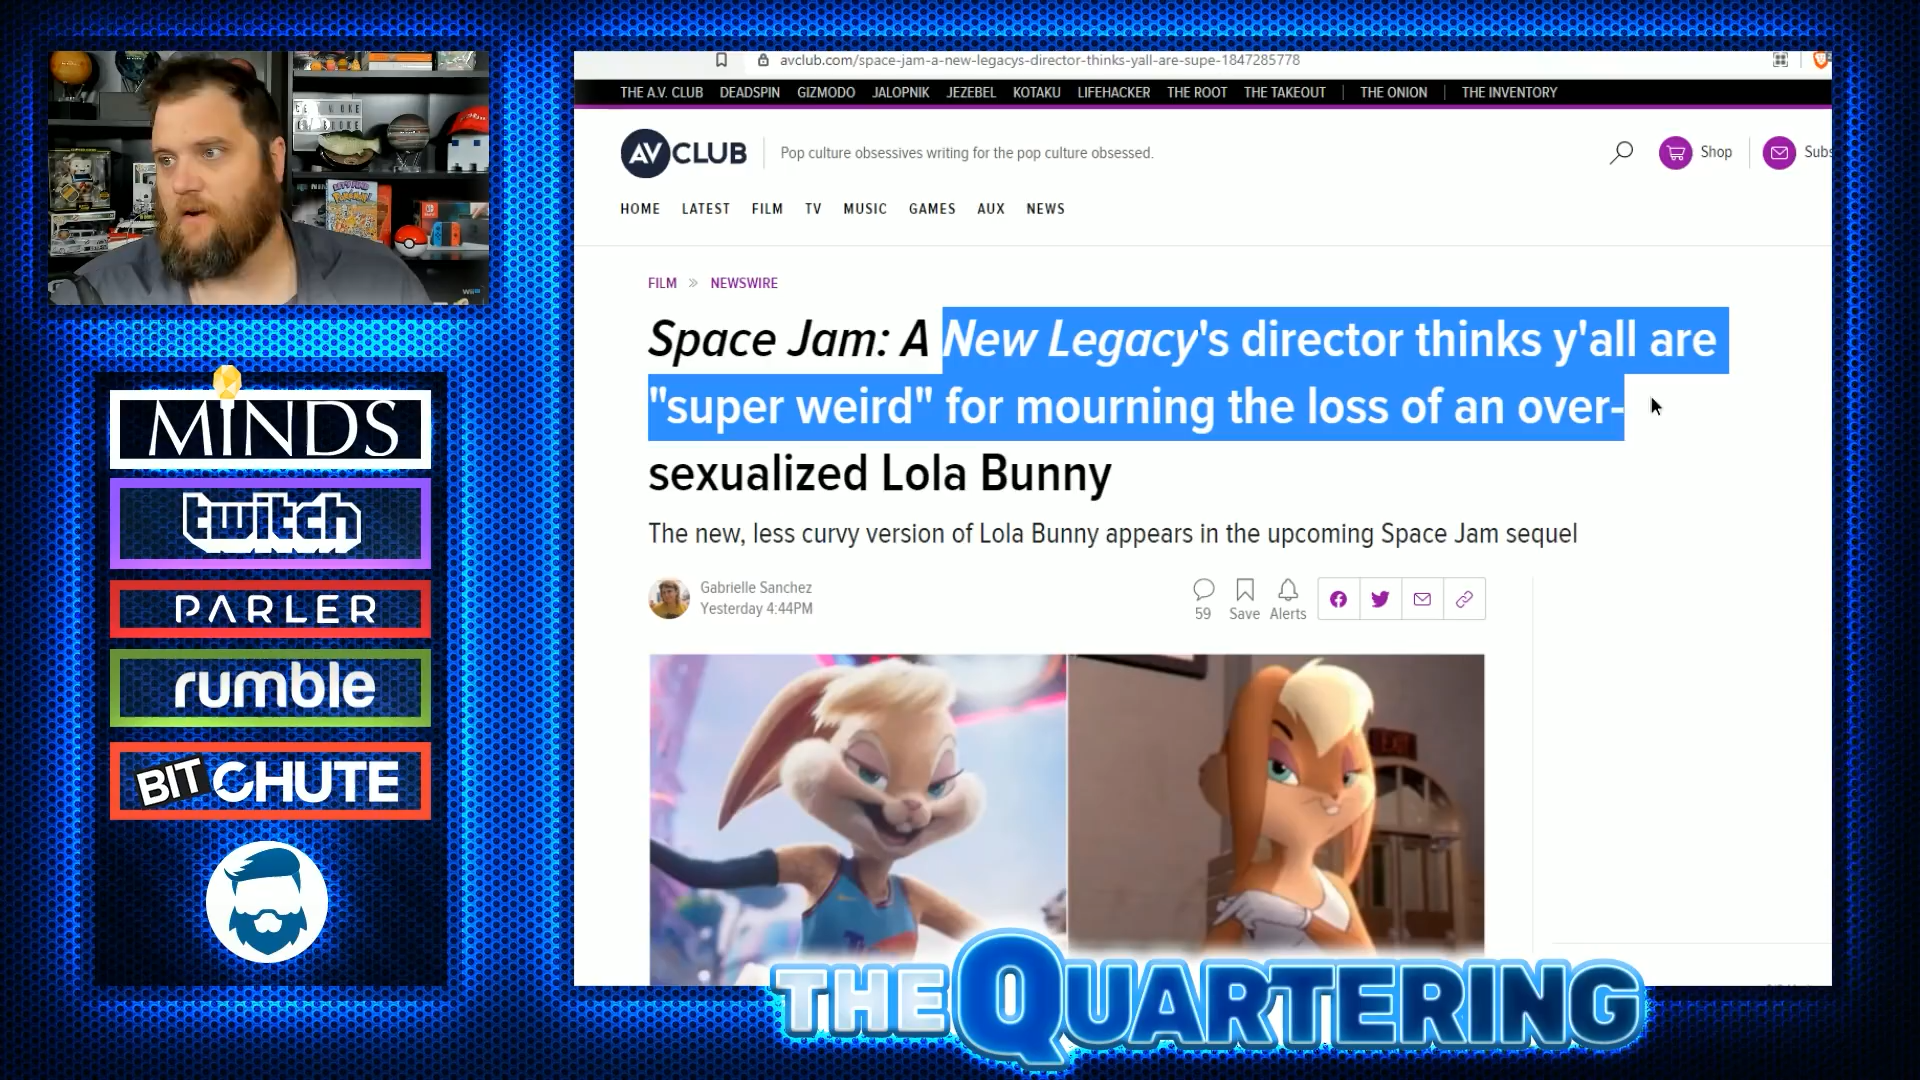 avclub.com/space-jam-a-new-legacys-director-thinks-yall-are-supe-1847285778
THE A.V. CLUB DEADSPIN GIZMODO JALOPNIK JEZEBEL KOTAKU LIFEHACKER THE ROOT THE TAKEOUT | THE ONION | THE INVENTORY
AV CLUB
Pop culture obsessives writing for the pop culture obsessed.
Shop
Subs
HOME LATEST FILM TV MUSIC GAMES AUX NEWS
FILM » NEWSWIRE
Space Jam: A New Legacy's director thinks y'all are
"super weird" for mourning the loss of an over-
sexualized Lola Bunny
The new, less curvy version of Lola Bunny appears in the upcoming Space Jam sequel
Gabrielle Sanchez
Yesterday 4:44PM
59 Save Alerts
EXIT
MINDS
twitch
PARLER
rumble
BITCHUTE
THE QUARTERING